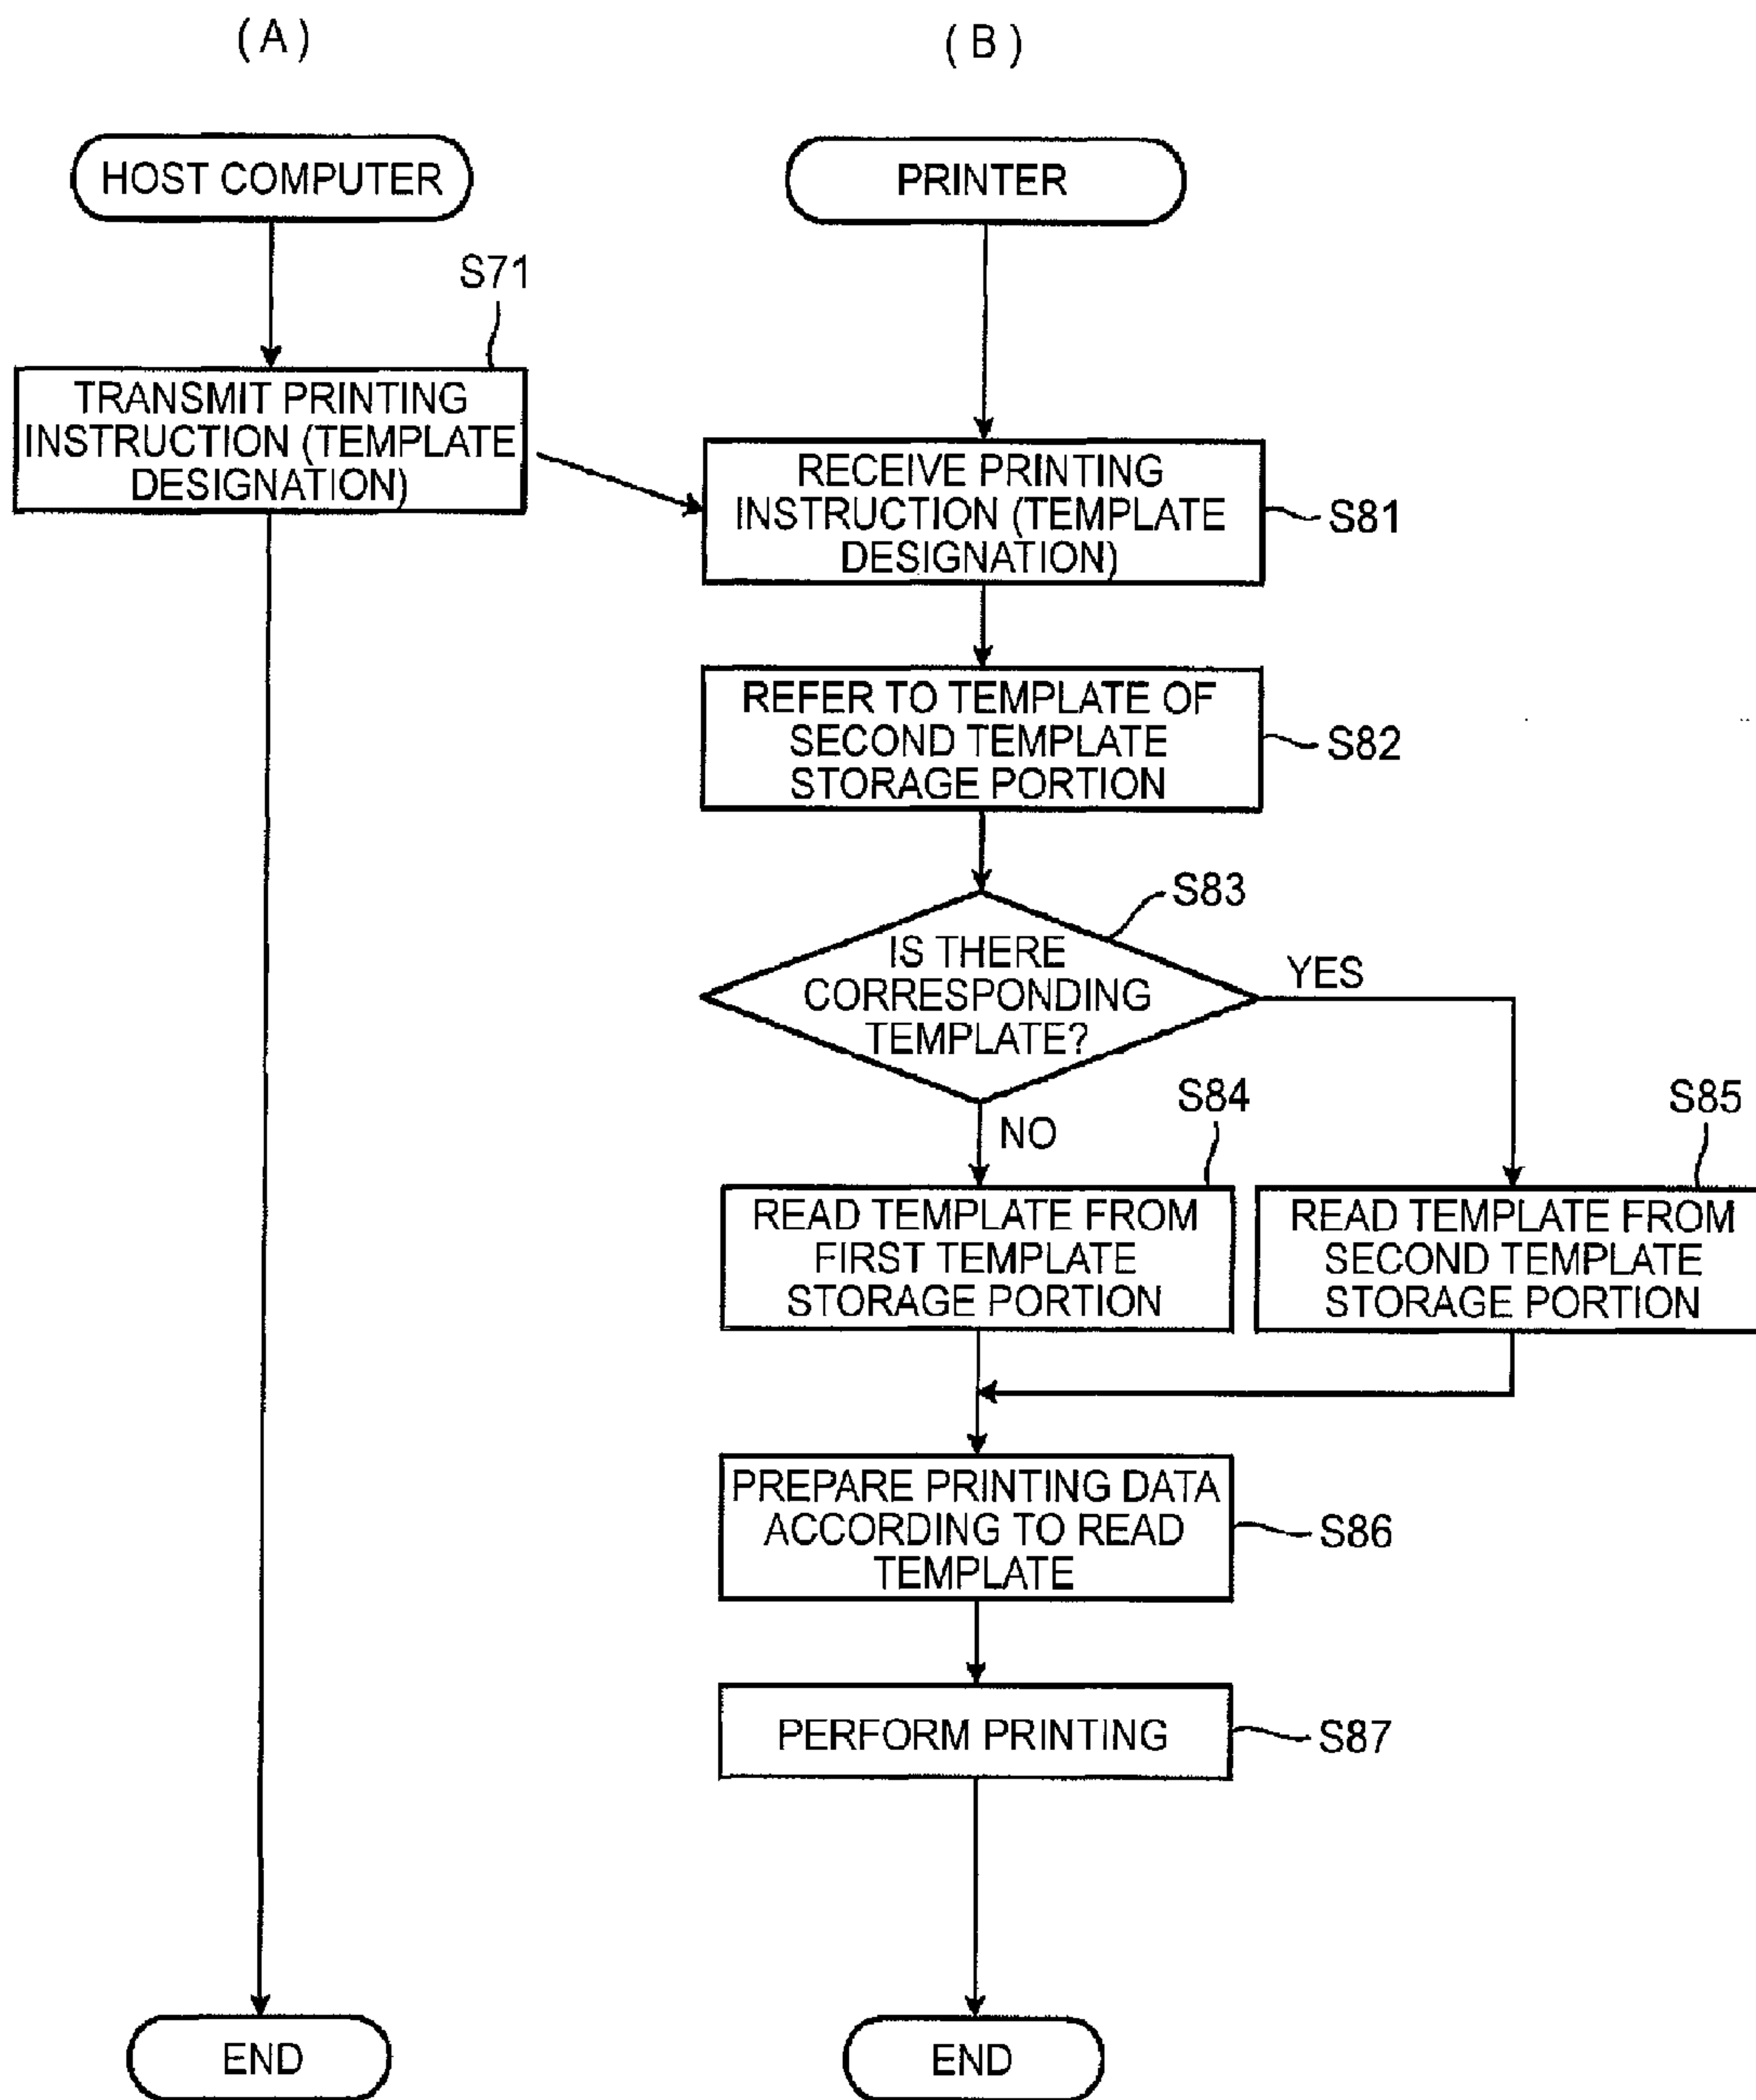 (A)
(B)
HOST COMPUTER
PRINTER
S71
TRANSMIT PRINTING
INSTRUCTION (TEMPLATE
DESIGNATION)
RECEIVE PRINTING
INSTRUCTION (TEMPLATE
DESIGNATION)
S81
REFER TO TEMPLATE OF
SECOND TEMPLATE
STORAGE PORTION
S82
S83
IS THERE
CORRESPONDING
TEMPLATE?
YES
NO
S84
S85
READ TEMPLATE FROM
FIRST TEMPLATE
STORAGE PORTION
READ TEMPLATE FROM
SECOND TEMPLATE
STORAGE PORTION
PREPARE PRINTING DATA
ACCORDING TO READ
TEMPLATE
S86
PERFORM PRINTING
S87
END
END